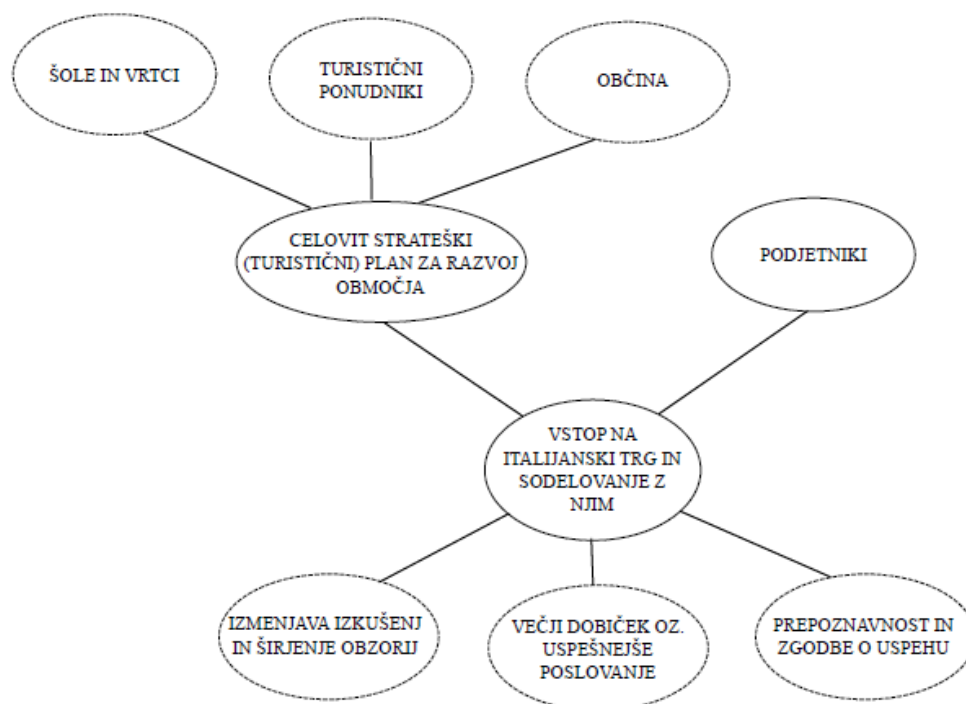 ŠOLE IN VRTCI
TURISTIČNI
PONUDNIKI
OBČINA
CELOVIT STRATEŠKI
(TURISTIČNI) PLAN ZA RAZVOJ
OBMOČJA
PODJETNIKI
VSTOP NA
ITALIJANSKI TRG IN
SODELOVANJE Z
NJIM
IZMENJAVA IZKUŠENJ
IN ŠIRJENJE OBZORIJ
VEČJI DOBIČEK OZ.
USPEŠNEJŠE
POSLOVANJE
PREPOZNAVNOST IN
ZGODBE O USPEHU